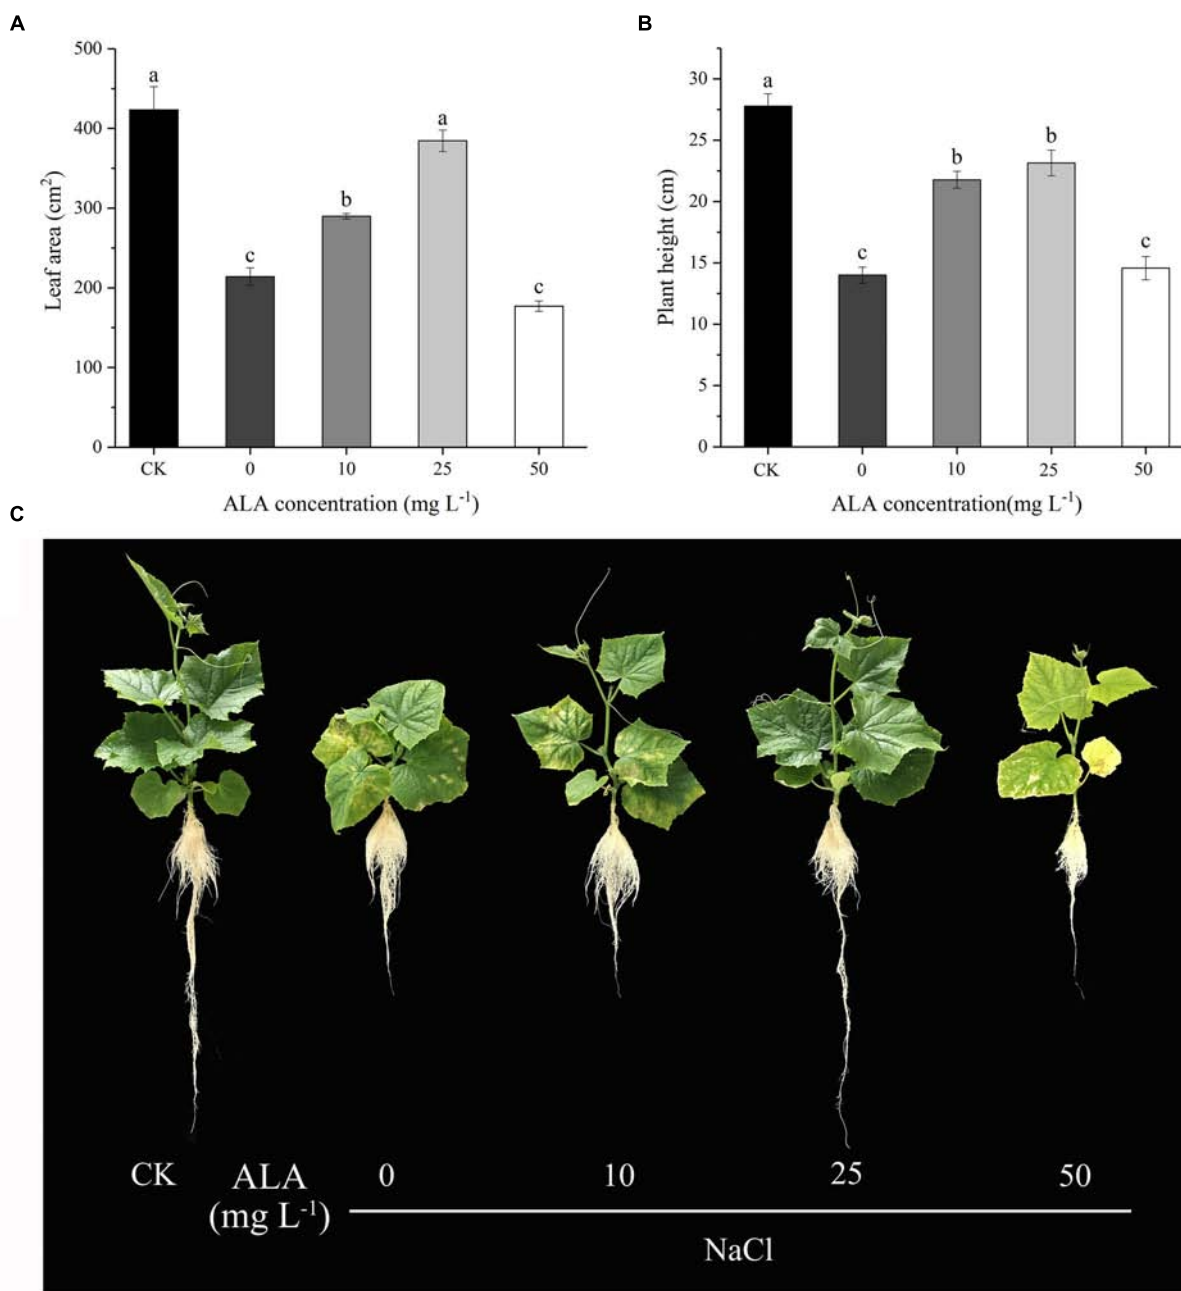 A
500
400
300
200
100
0
Leaf area (cm²)
a
c
b
a
c
CK 0 10 25 50
ALA concentration (mg L⁻¹)
B
30
25
20
15
10
5
0
Plant height (cm)
a
c
b
b
c
CK 0 10 25 50
ALA concentration(mg L⁻¹)
C
CK ALA 0 10 25 50
(mg L⁻¹)
NaCl